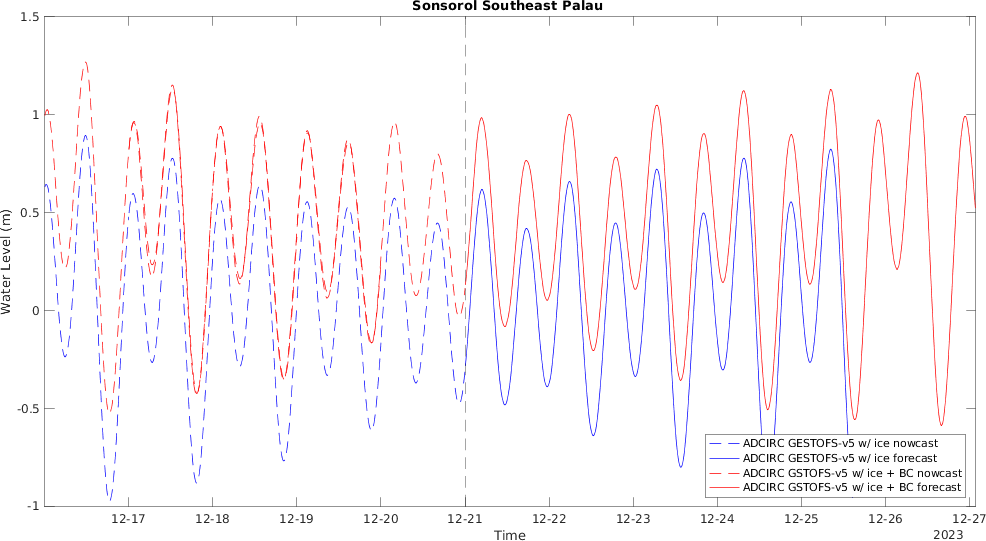 Sonsorol Southeast Palau
1.5
1
0.5
0
-0.5
-1
Water Level (m)
12-17
12-18
12-19
12-20
12-21
12-22
12-23
12-24
12-25
12-26
12-27
Time
2023
ADCIRC GESTOFS-v5 w/ ice nowcast
ADCIRC GESTOFS-v5 w/ ice forecast
ADCIRC GSTOFS-v5 w/ ice + BC nowcast
ADCIRC GSTOFS-v5 w/ ice + BC forecast